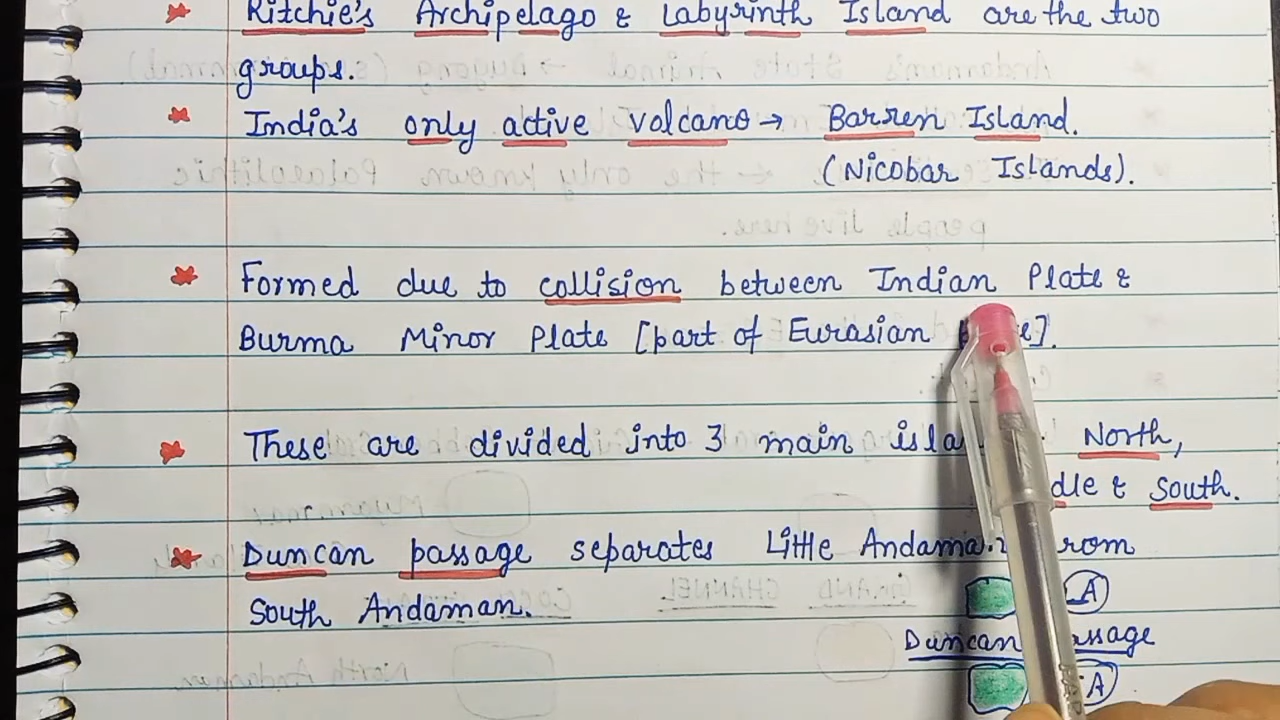 Ritchie's Archipelago & Labyrinth Island are the two
groups.
India's only active volcano → Barren Island.
(Nicobar Islands).
Formed due to collision between Indian Plate &
Burma Minor Plate [part of Eurasian
These are divided into 3 main North,
& South.
Duncan passage separates Little Andaman
South Andaman.
A
Duncan
A